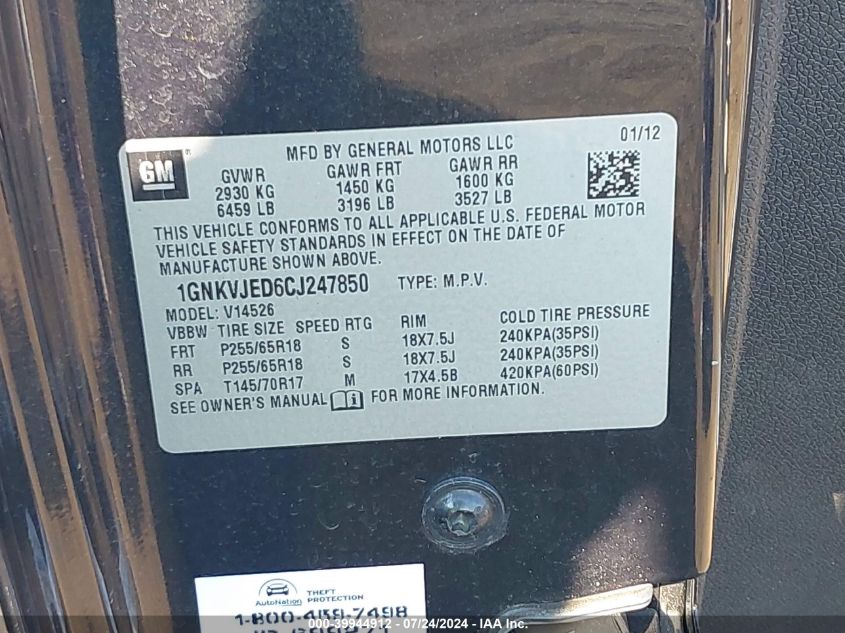 GM
MFD BY GENERAL MOTORS LLC 01/12
GVWR GAWR FRT GAWR RR
2930 KG 1450 KG 1600 KG
6459 LB 3196 LB 3527 LB
THIS VEHICLE CONFORMS TO ALL APPLICABLE U.S. FEDERAL MOTOR
VEHICLE SAFETY STANDARDS IN EFFECT ON THE DATE OF
MANUFACTURE SHOWN ABOVE.
1GNKVJED6CJ247850 TYPE: M.P.V.
MODEL: V14526
VBBW TIRE SIZE SPEED RTG RIM COLD TIRE PRESSURE
FRT P255/65R18 S 18X7.5J 240KPA(35PSI)
RR P255/65R18 S 18X7.5J 240KPA(35PSI)
SPA T145/70R17 M 17X4.5B 420KPA(60PSI)
SEE OWNER'S MANUAL i FOR MORE INFORMATION.
AutoNation THEFT
PROTECTION
1-800-459-7498
000-39944912 / 07/24/2024 - IAA Inc.